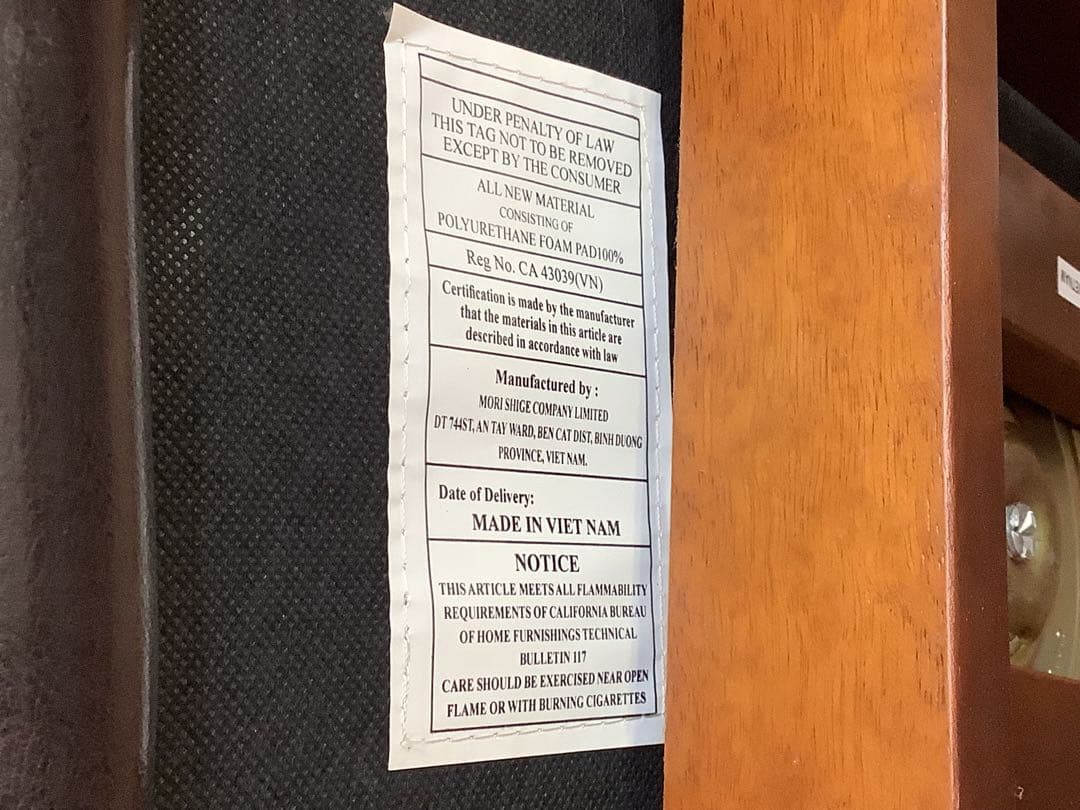 UNDER PENALTY OF LAW
THIS TAG NOT TO BE REMOVED
EXCEPT BY THE CONSUMER
ALL NEW MATERIAL
CONSISTING OF
POLYURETHANE FOAM PAD100%
Reg No. CA 43039(VN)
Certification is made by the manufacturer
that the materials in this article are
described in accordance with law
Manufactured by :
MORI SHIGE COMPANY LIMITED
DT 744ST, AN TAY WARD, BEN CAT DIST, BINH DUONG
PROVINCE, VIET NAM.
Date of Delivery:
MADE IN VIET NAM
NOTICE
THIS ARTICLE MEETS ALL FLAMMABILITY
REQUIREMENTS OF CALIFORNIA BUREAU
OF HOME FURNISHINGS TECHNICAL
BULLETIN 117
CARE SHOULD BE EXERCISED NEAR OPEN
FLAME OR WITH BURNING CIGARETTES